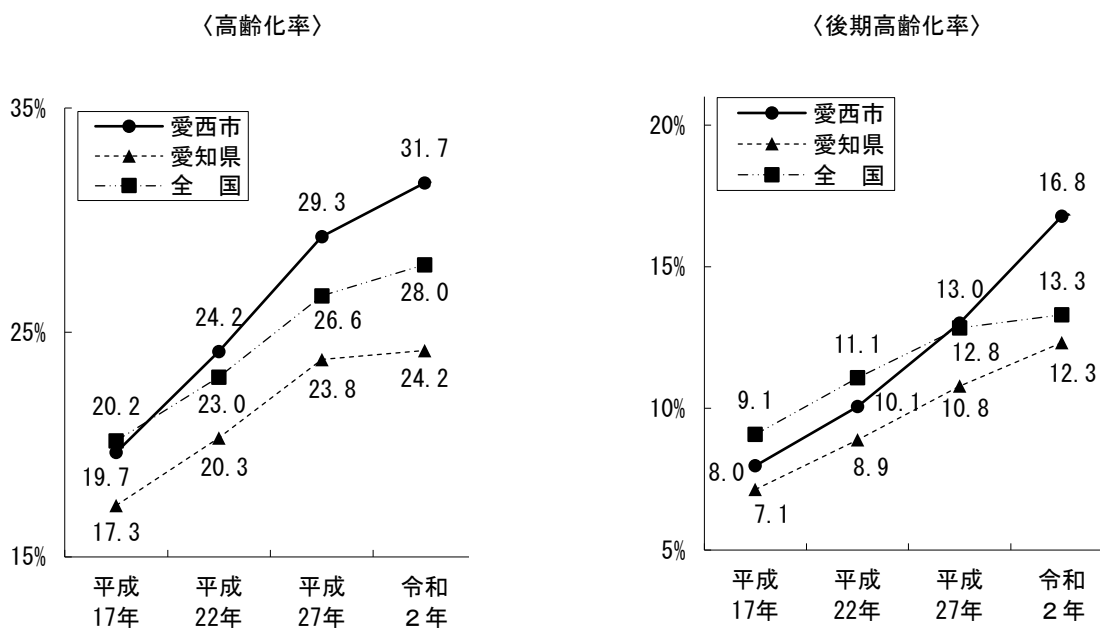 〈高齢化率〉
35%
25%
15%
愛西市
愛知県
全　国
31.7
29.3
24.2
20.2
19.7
17.3
23.0
20.3
26.6
23.8
28.0
24.2
平成
17年
平成
22年
平成
27年
令和
２年
〈後期高齢化率〉
20%
15%
10%
5%
愛西市
愛知県
全　国
16.8
13.0
13.3
11.1
9.1
8.0
7.1
10.1
8.9
12.8
10.8
12.3
平成
17年
平成
22年
平成
27年
令和
２年